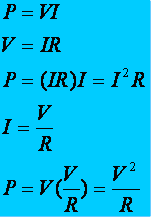 P = VI
V = IR
P = (IR)I = I²R
I = V/R
P = V(V/R) = V²/R